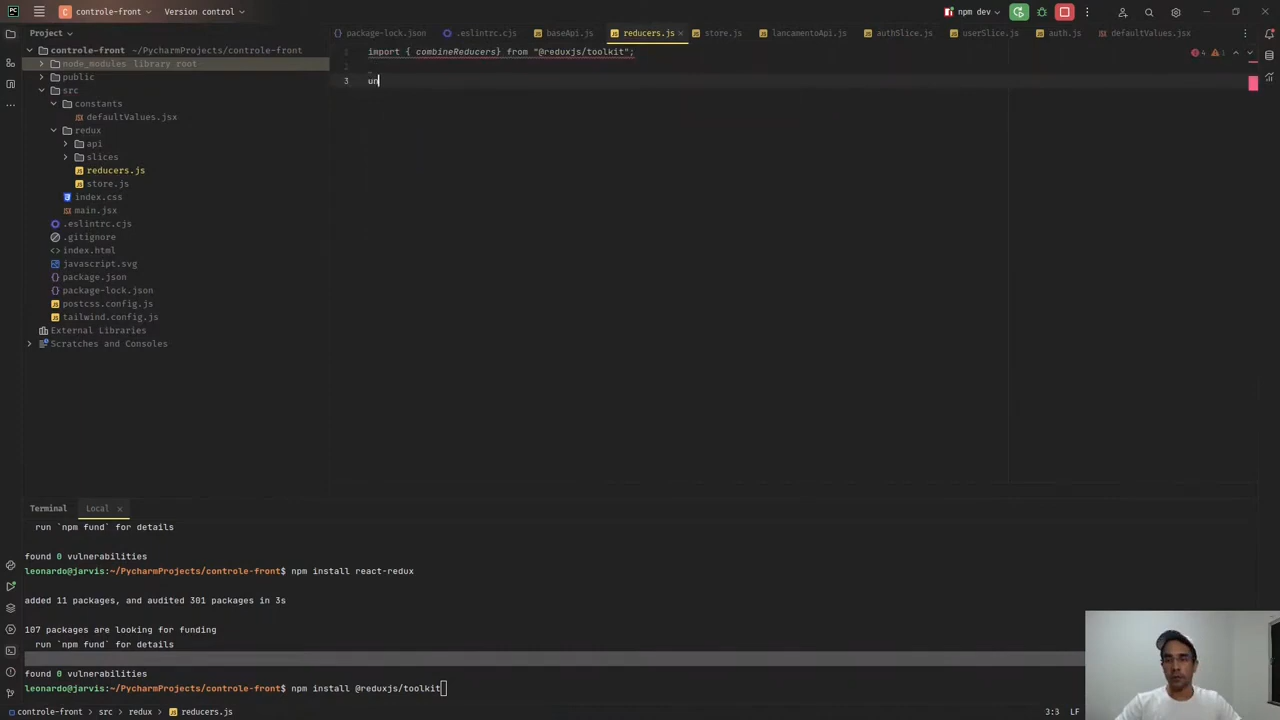 PC
C
controle-front
Version control
npm dev
Project
package-lock.json
.eslintrc.cjs
baseApi.js
reducers.js
store.js
lancamentoApi.js
authSlice.js
userSlice.js
auth.js
defaultValues.jsx
controle-front ~/PycharmProjects/controle-front
node_modules library root
public
src
constants
defaultValues.jsx
redux
api
slices
reducers.js
store.js
index.css
main.jsx
.eslintrc.cjs
.gitignore
index.html
javascript.svg
package.json
package-lock.json
postcss.config.js
tailwind.config.js
External Libraries
Scratches and Consoles
import { combineReducers} from "@reduxjs/toolkit";
4
1
3
un
Terminal
Local
run `npm fund` for details
found 0 vulnerabilities
leonardo@jarvis:~/PycharmProjects/controle-front$ npm install react-redux
added 11 packages, and audited 301 packages in 3s
107 packages are looking for funding
run `npm fund` for details
found 0 vulnerabilities
leonardo@jarvis:~/PycharmProjects/controle-front$ npm install @reduxjs/toolkit
controle-front > src > redux > reducers.js
3:3
LF